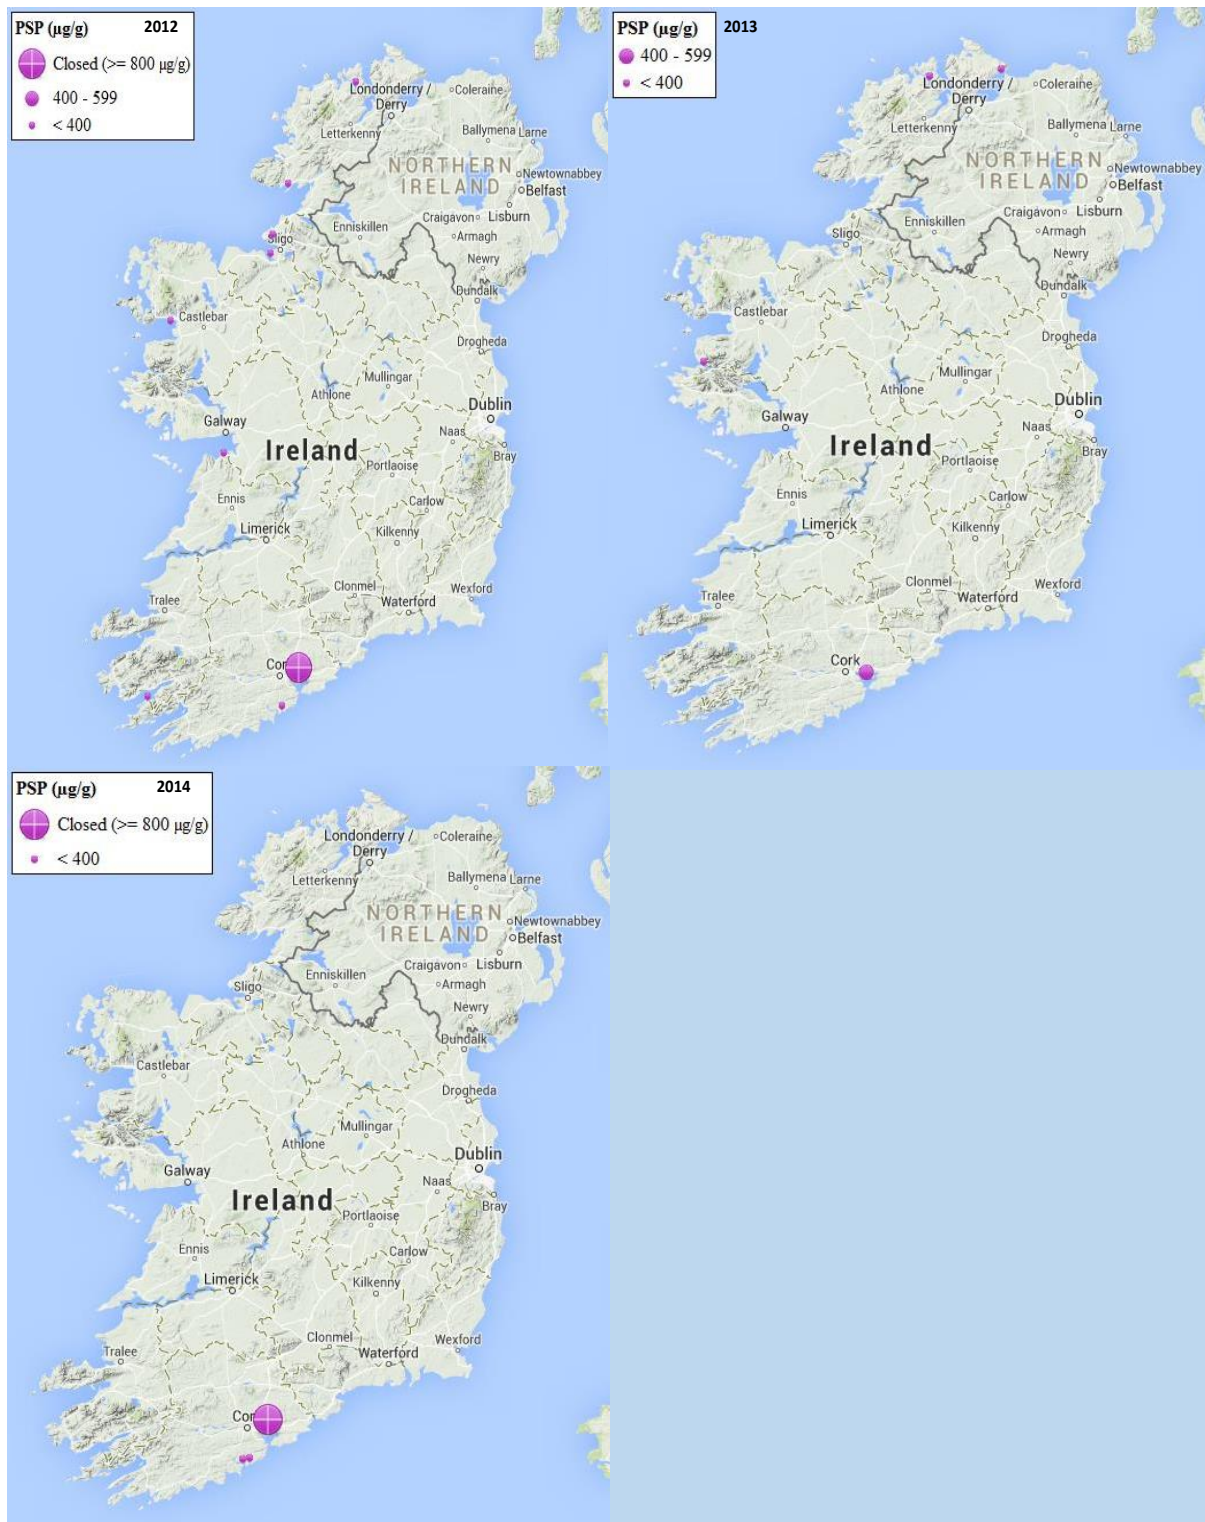 PSP (µg/g) 2012
Closed (>= 800 µg/g)
400 - 599
< 400
Londonderry /
Derry
Coleraine
Letterkenny
Ballymena
Larne
NORTHERN
IRELAND
Newtownabbey
Belfast
Enniskillen
Craigavon
Lisburn
Sligo
Armagh
Newry
Dundalk
Castlebar
Drogheda
Mullingar
Athlone
Dublin
Galway
Naas
Ireland
Bray
Portlaoise
Ennis
Carlow
Limerick
Kilkenny
Clonmel
Wexford
Tralee
Waterford
Cor
PSP (µg/g) 2013
400 - 599
< 400
Londonderry /
Derry
Coleraine
Letterkenny
Ballymena
Larne
NORTHERN
IRELAND
Newtownabbey
Belfast
Enniskillen
Craigavon
Lisburn
Sligo
Armagh
Newry
Dundalk
Castlebar
Drogheda
Mullingar
Athlone
Dublin
Galway
Naas
Ireland
Bray
Portlaoise
Ennis
Carlow
Limerick
Kilkenny
Clonmel
Wexford
Tralee
Waterford
Cork
PSP (µg/g) 2014
Closed (>= 800 µg/g)
< 400
Londonderry /
Derry
Coleraine
Letterkenny
Ballymena
Larne
NORTHERN
IRELAND
Newtownabbey
Belfast
Enniskillen
Craigavon
Lisburn
Sligo
Armagh
Newry
Dundalk
Castlebar
Drogheda
Mullingar
Athlone
Dublin
Galway
Naas
Ireland
Bray
Portlaoise
Ennis
Carlow
Limerick
Kilkenny
Clonmel
Wexford
Tralee
Waterford
Cor